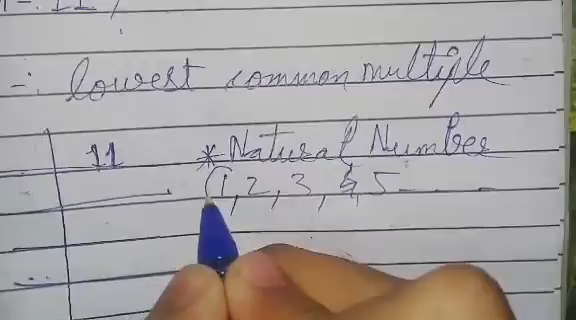 ∴ lowest common multiple
11 * Natural Number
1, 2, 3, 4, 5 - - - -